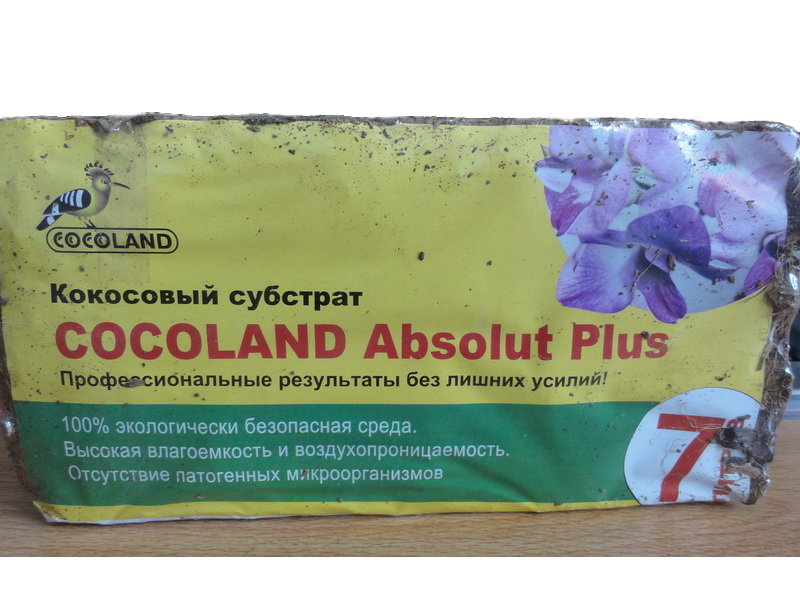 COCOLAND
Кокосовый субстрат
COCOLAND Absolut Plus
Профессиональные результаты без лишних усилий!
100% экологически безопасная среда.
Высокая влагоемкость и воздухопроницаемость.
Отсутствие патогенных микроорганизмов
7